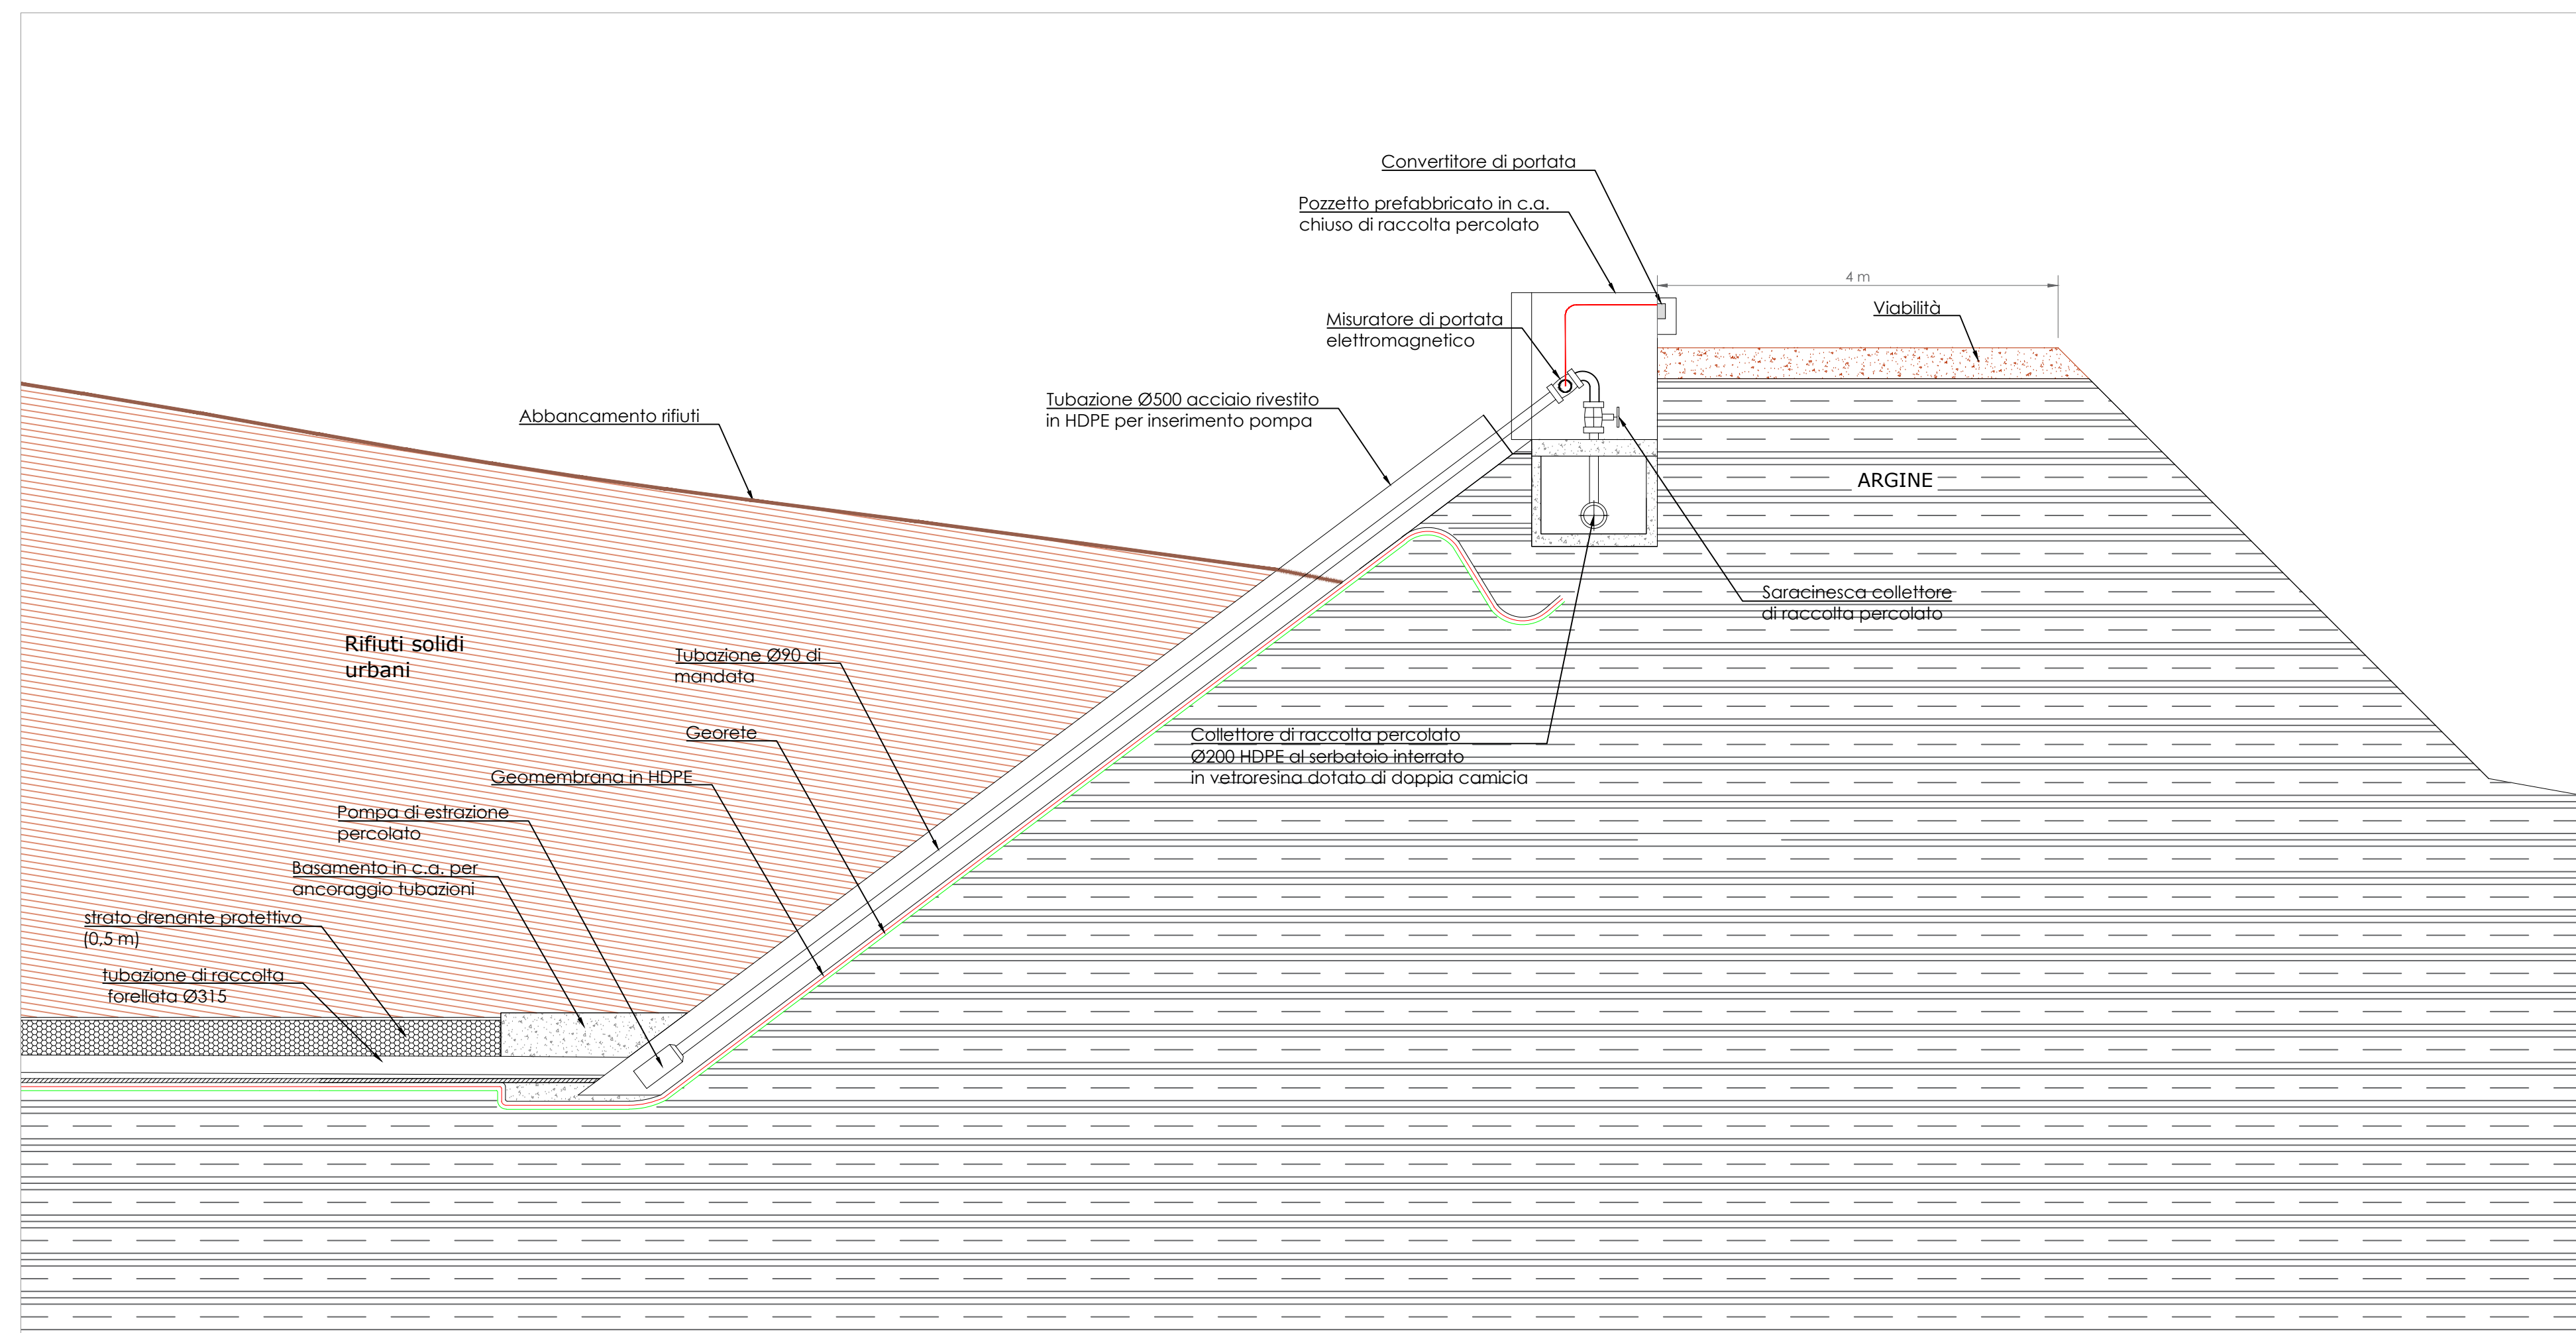 Convertitore di portata
Pozzetto prefabbricato in c.a.
chiuso di raccolta percolato
4 m
Viabilità
Misuratore di portata
elettromagnetico
Tubazione Ø500 acciaio rivestito
in HDPE per inserimento pompa
Abbancamento rifiuti
ARGINE
Saracinesca collettore
di raccolta percolato
Rifiuti solidi
urbani
Tubazione Ø90 di
mandata
Georete
Collettore di raccolta percolato
Ø200 HDPE al serbatoio interrato
in vetroresina dotato di doppia camicia
Geomembrana in HDPE
Pompa di estrazione
percolato
Basamento in c.a. per
ancoraggio tubazioni
strato drenante protettivo
(0,5 m)
tubazione di raccolta
forellata Ø315